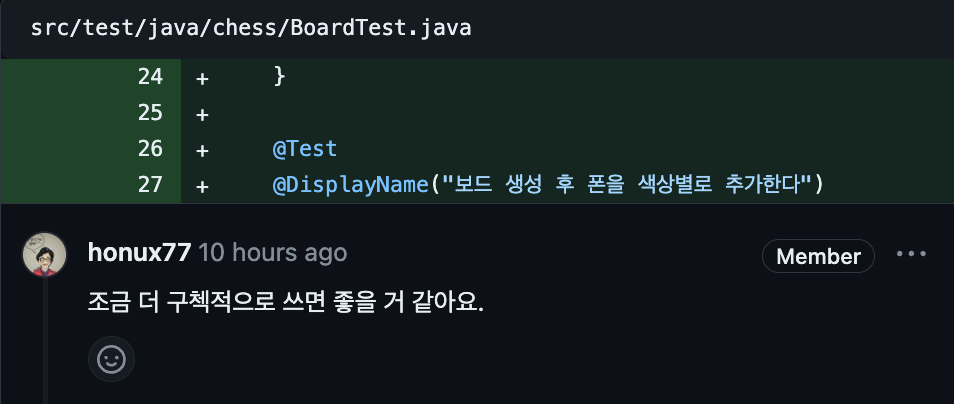 src/test/java/chess/BoardTest.java
24 + }
25 +
26 + @Test
27 + @DisplayName("보드 생성 후 폰을 색상별로 추가한다")
honux77 10 hours ago Member ...
조금 더 구첵적으로 쓰면 좋을 거 같아요.